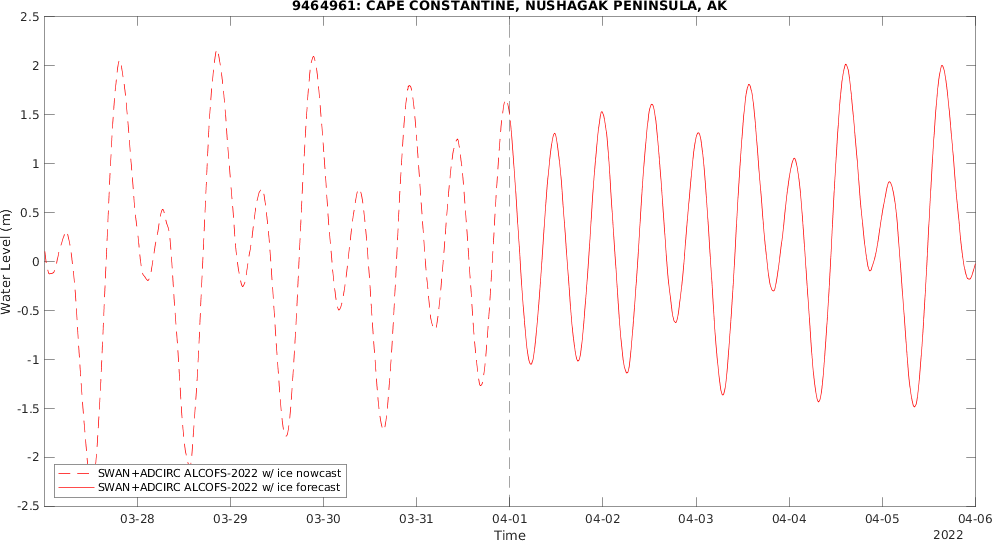 9464961: CAPE CONSTANTINE, NUSHAGAK PENINSULA, AK
2.5
2
1.5
1
0.5
0
-0.5
-1
-1.5
-2
-2.5
Water Level (m)
SWAN+ADCIRC ALCOFS-2022 w/ ice nowcast
SWAN+ADCIRC ALCOFS-2022 w/ ice forecast
03-28 03-29 03-30 03-31 04-01 04-02 04-03 04-04 04-05 04-06
Time
2022